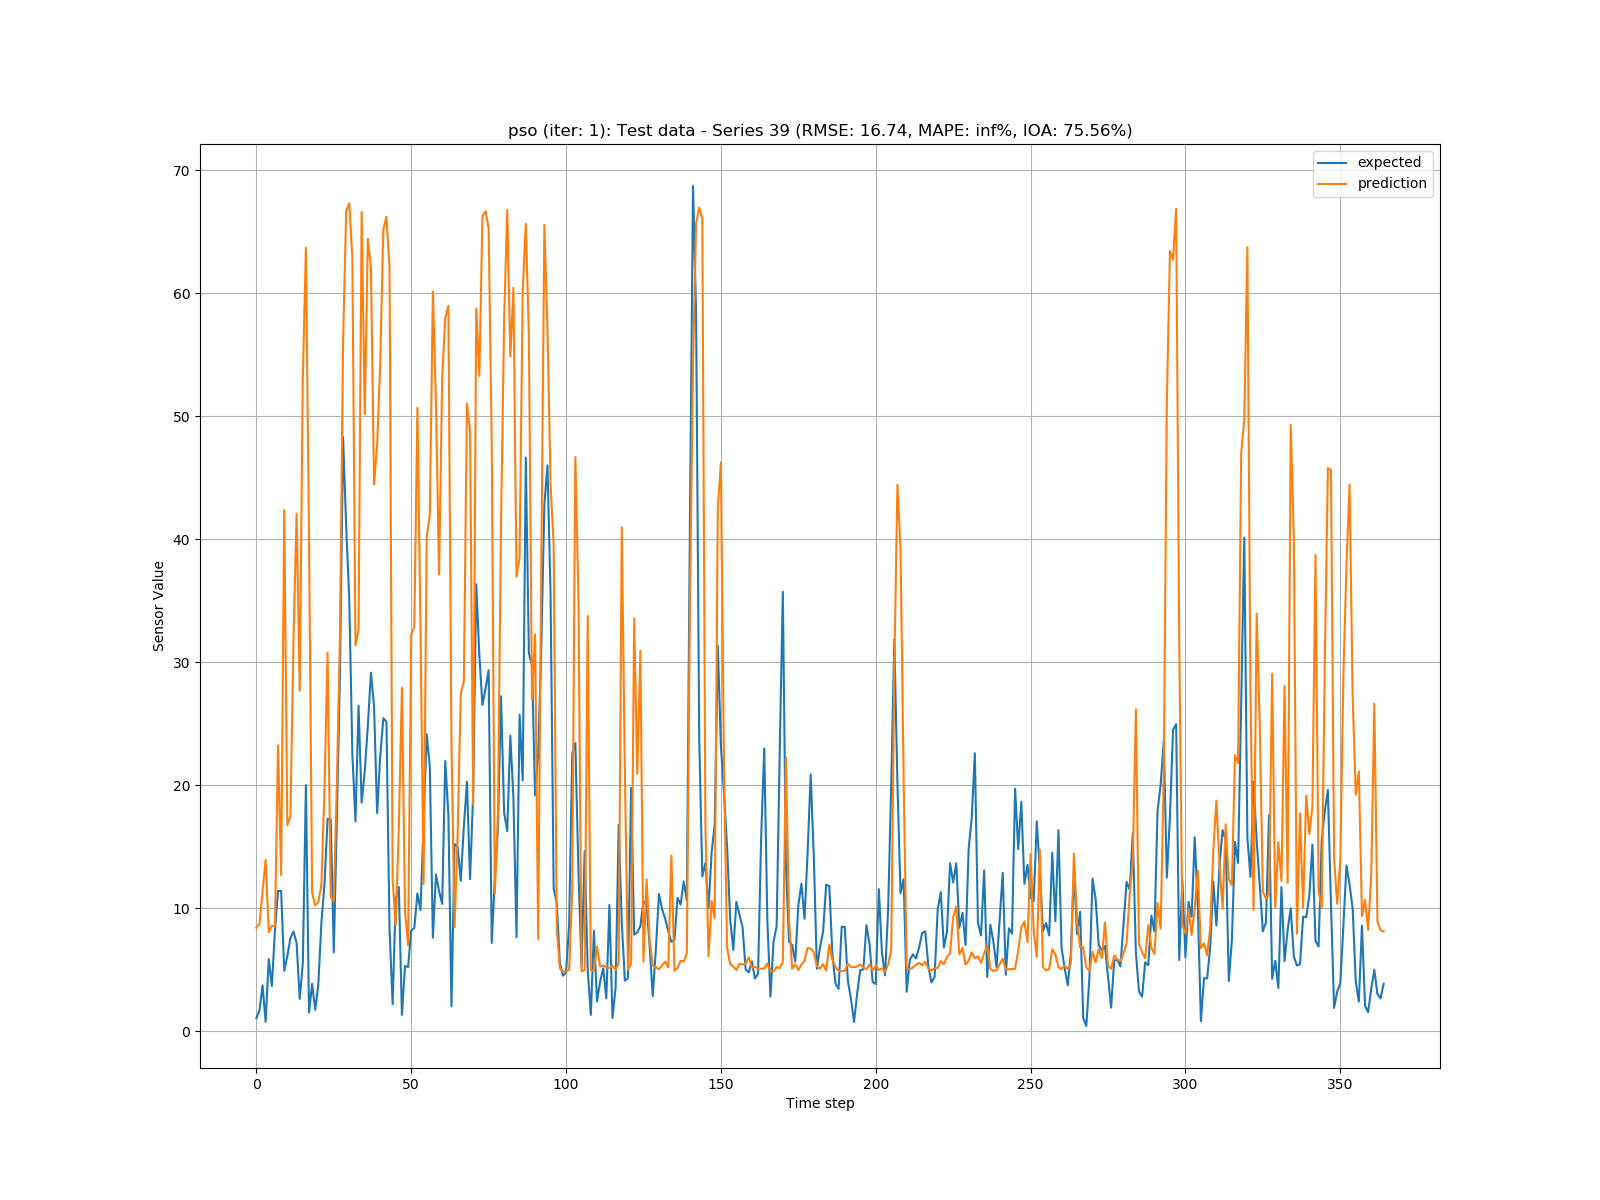 pso (iter: 1): Test data - Series 39 (RMSE: 16.74, MAPE: inf%, IOA: 75.56%)
expected
prediction
70
60
50
40
30
20
10
0
Sensor Value
0 50 100 150 200 250 300 350
Time step